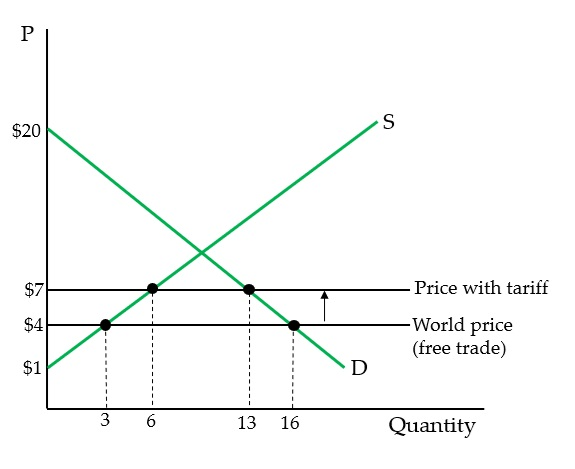 P
$20
S
$7
Price with tariff
$4
World price
(free trade)
$1
D
3 6 13 16
Quantity